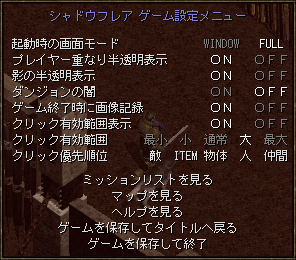 シャドウフレア ゲーム設定メニュー
起動時の画面モード WINDOW FULL
プレイヤー重なり半透明表示 ON OFF
影の半透明表示 ON OFF
ダンジョンの闇 ON OFF
ゲーム終了時に画像記録 ON OFF
クリック有効範囲表示 ON OFF
クリック有効範囲 最小 小 通常 大 最大
クリック優先順位 敵 ITEM 物体 人 仲間
ミッションリストを見る
マップを見る
ヘルプを見る
ゲームを保存してタイトルへ戻る
ゲームを保存して終了